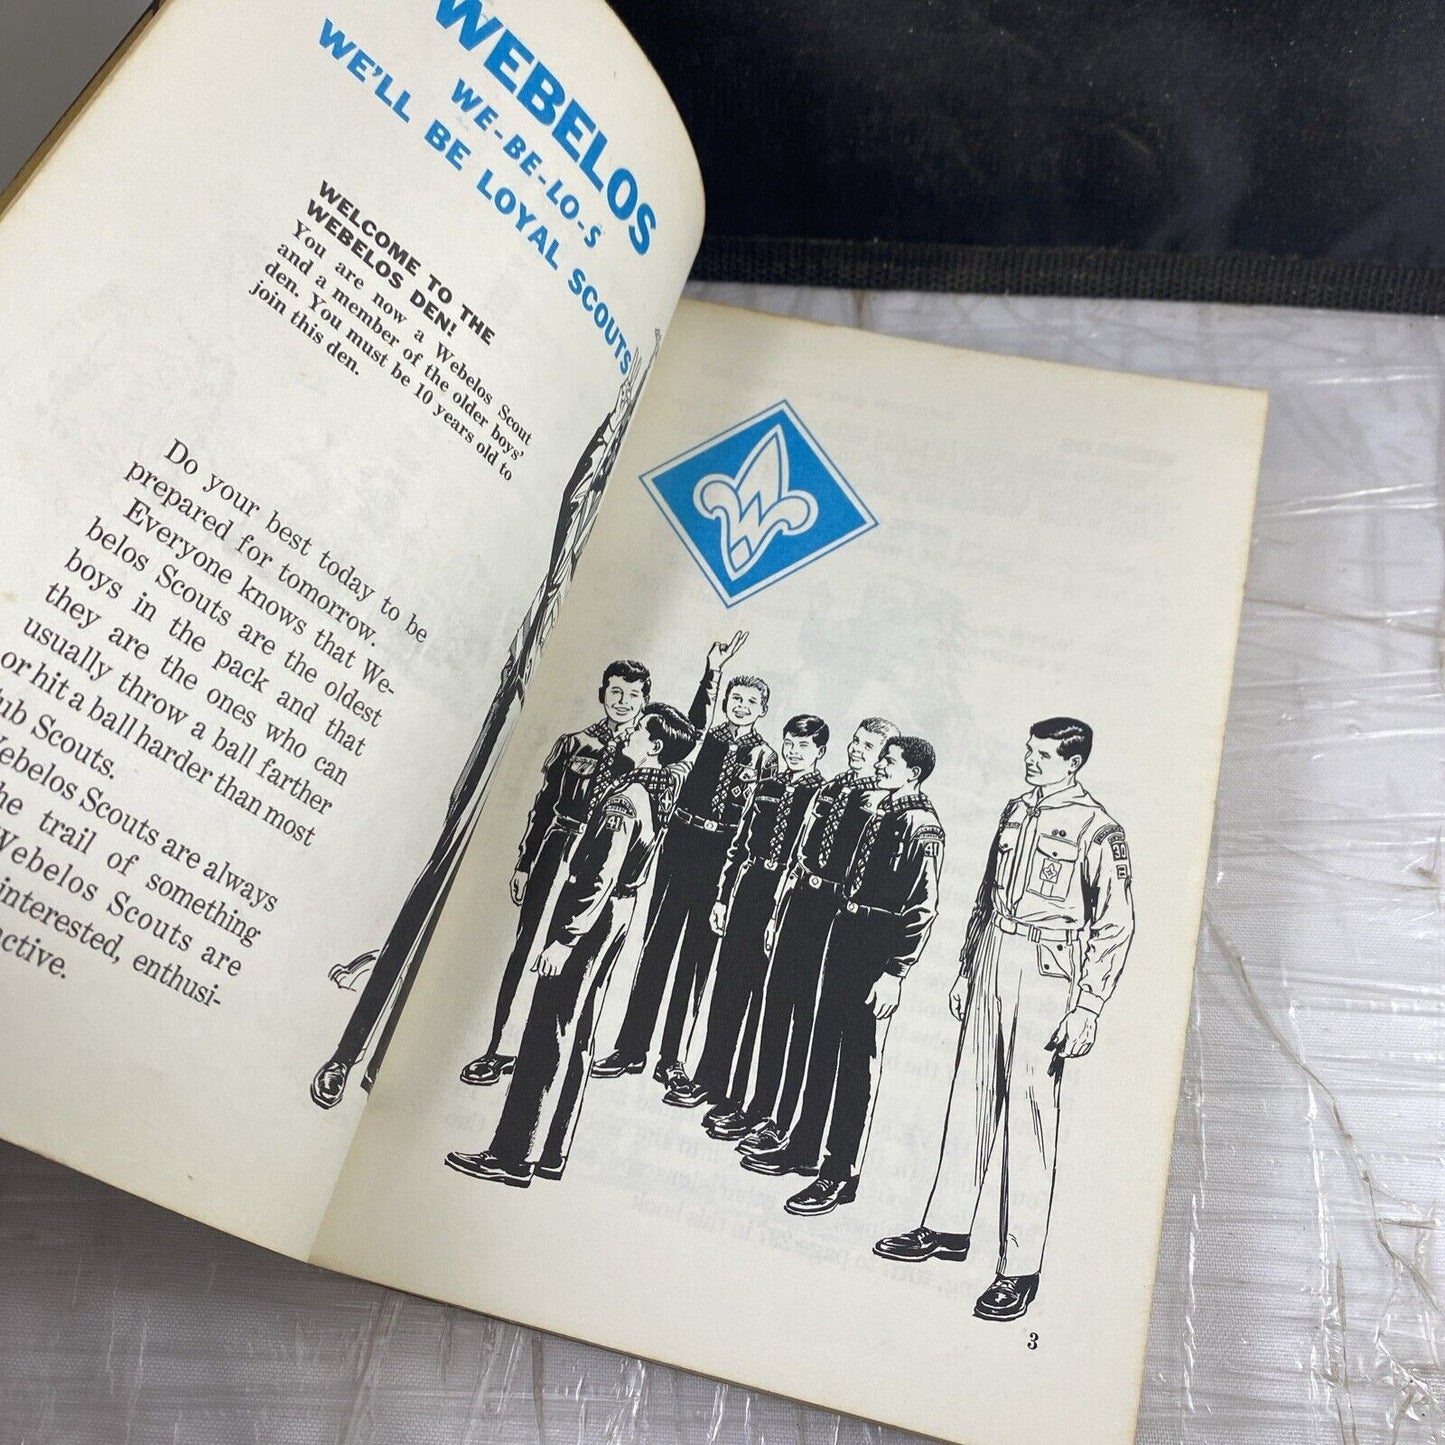 WEBELOS
WE-BE-LO-S
WE'LL BE LOYAL SCOUTS
WELCOME TO THE
WEBELOS DEN!
You are now a Webelos Scout
and a member of the older boys'
den. You must be 10 years old to
join this den.
Do your best today to be
prepared for tomorrow.
Everyone knows that We-
belos Scouts are the oldest
boys in the pack and that
they are the ones who can
usually throw a ball farther
or hit a ball harder than most
Scouts.
Webelos Scouts are always
trail of something
Webelos Scouts are
interested, enthusi-
active.
W
41
41
30
3